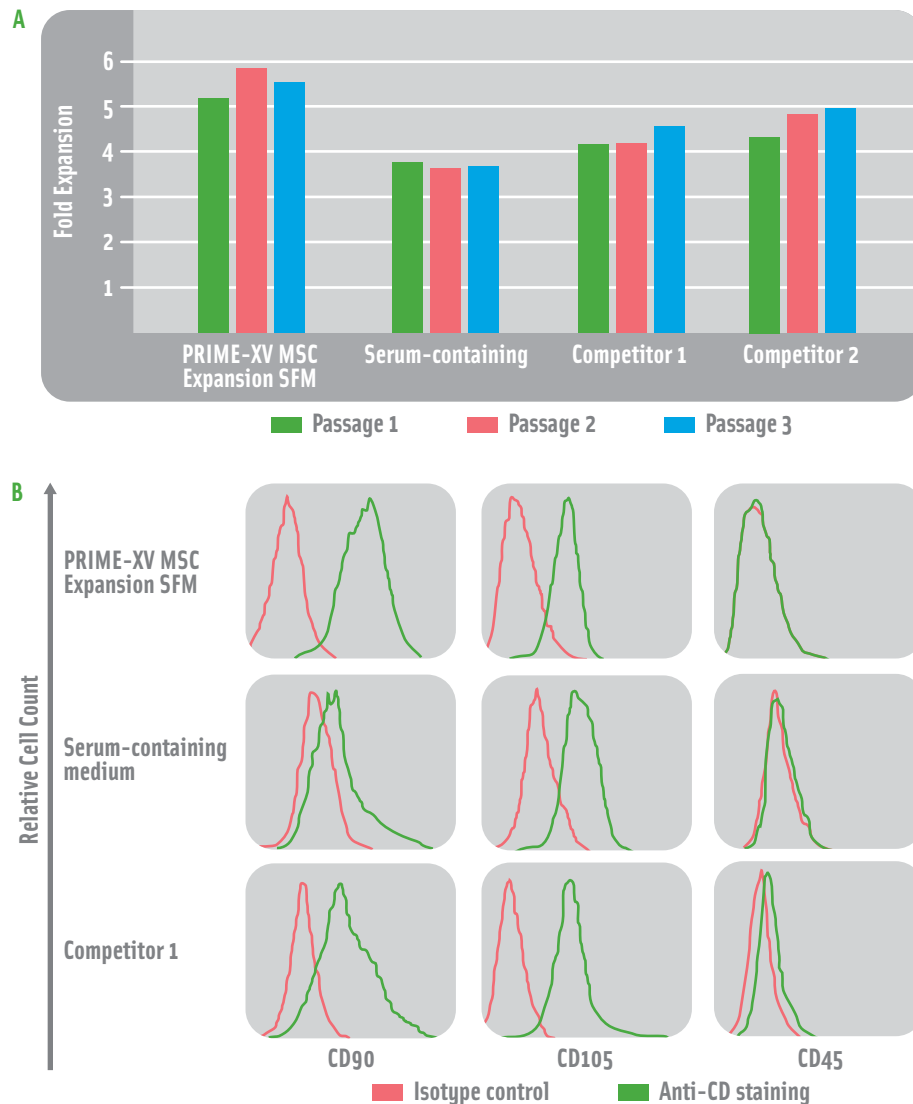 A
6
5
4
3
2
1
Fold Expansion
PRIME-XV MSC
Expansion SFM
Serum-containing
Competitor 1
Competitor 2
Passage 1
Passage 2
Passage 3
B
Relative Cell Count
PRIME-XV MSC
Expansion SFM
Serum-containing
medium
Competitor 1
CD90
CD105
CD45
Isotype control
Anti-CD staining